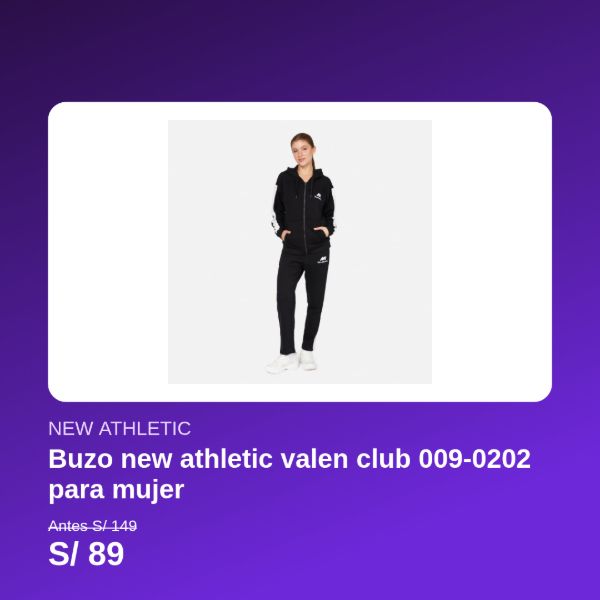 NEW ATHLETIC
Buzo new athletic valen club 009-0202
para mujer
Antes S/ 149
S/ 89